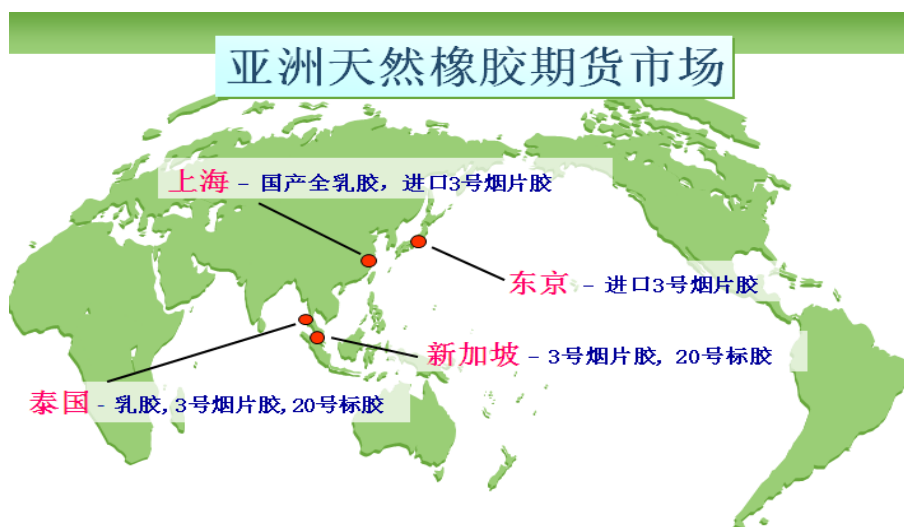 亚洲天然橡胶期货市场
上海 – 国产全乳胶，进口3号烟片胶
东京 – 进口3号烟片胶
新加坡 – 3号烟片胶, 20号标胶
泰国 - 乳胶,3号烟片胶,20号标胶